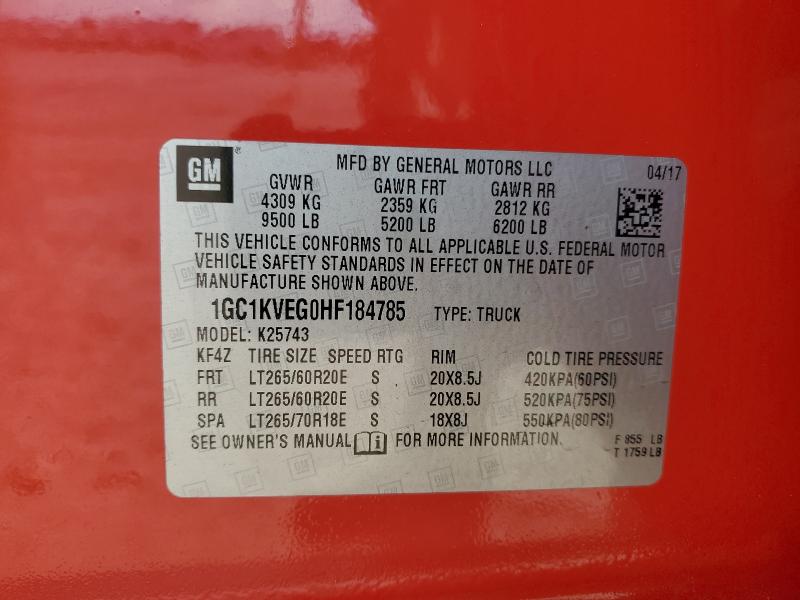 GM ®
MFD BY GENERAL MOTORS LLC 04/17
GVWR GAWR FRT GAWR RR
4309 KG 2359 KG 2812 KG
9500 LB 5200 LB 6200 LB
THIS VEHICLE CONFORMS TO ALL APPLICABLE U.S. FEDERAL MOTOR
VEHICLE SAFETY STANDARDS IN EFFECT ON THE DATE OF
MANUFACTURE SHOWN ABOVE.
1GC1KVEG0HF184785 TYPE: TRUCK
MODEL: K25743
KF4Z TIRE SIZE SPEED RTG RIM COLD TIRE PRESSURE
FRT LT265/60R20E S 20X8.5J 420KPA(60PSI)
RR LT265/60R20E S 20X8.5J 520KPA(75PSI)
SPA LT265/70R18E S 18X8J 550KPA(80PSI)
SEE OWNER'S MANUAL FOR MORE INFORMATION.
F 855 LB
T 1759 LB